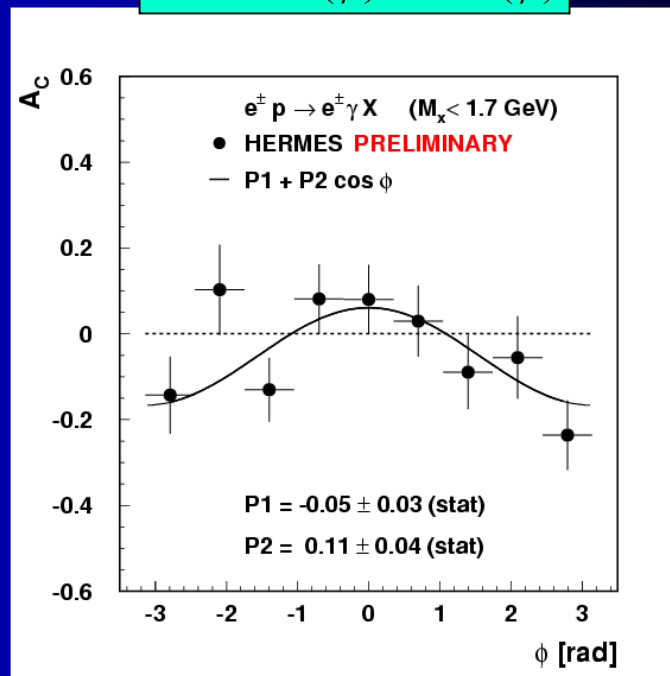 A_C
0.6
e± p → e± γ X (M_x < 1.7 GeV)
● HERMES PRELIMINARY
— P1 + P2 cos φ
0.4
0.2
0
-0.2
-0.4
-0.6
P1 = -0.05 ± 0.03 (stat)
P2 = 0.11 ± 0.04 (stat)
-3 -2 -1 0 1 2 3
φ [rad]